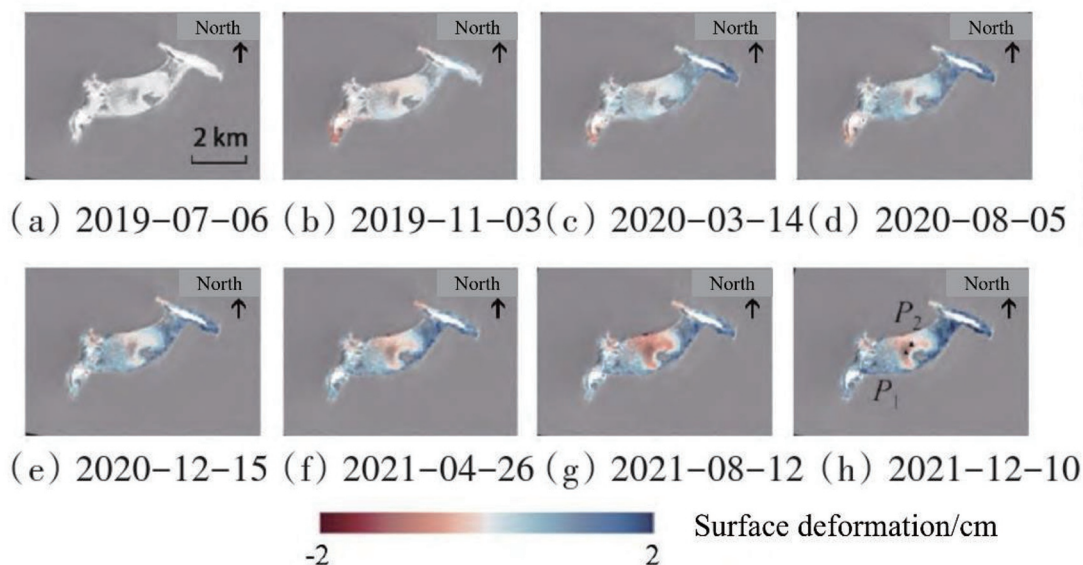 North North North North
2 km
(a) 2019-07-06 (b) 2019-11-03 (c) 2020-03-14 (d) 2020-08-05
North North North North
P2
P1
(e) 2020-12-15 (f) 2021-04-26 (g) 2021-08-12 (h) 2021-12-10
Surface deformation/cm
-2 2